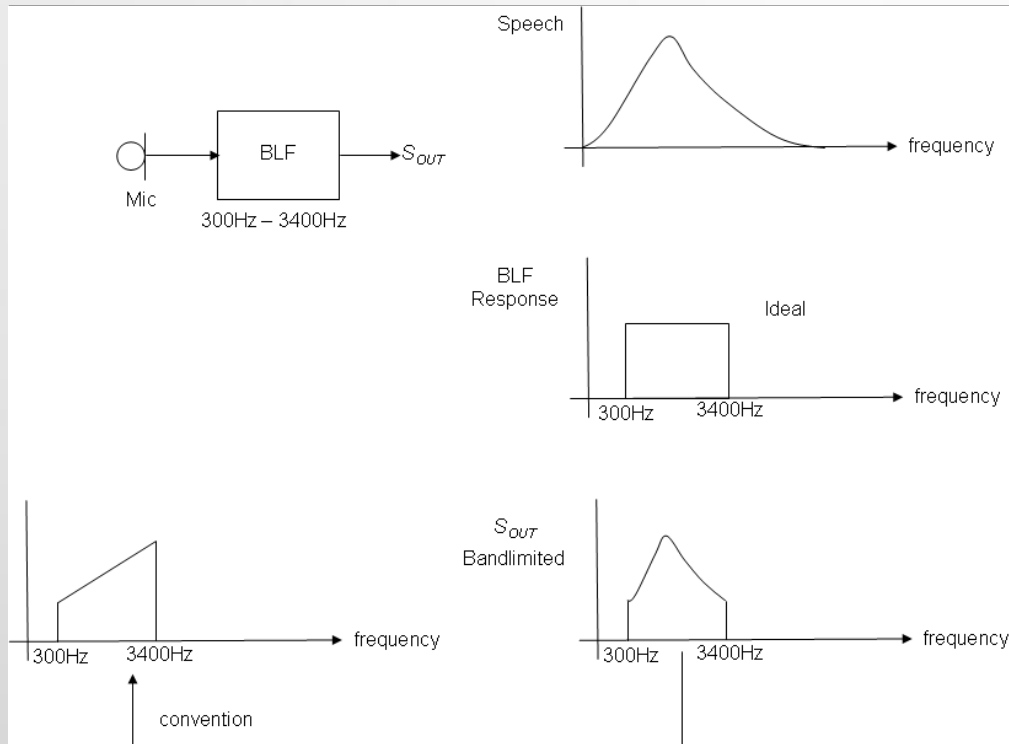 Speech
frequency
BLF
S_OUT
Mic
300Hz – 3400Hz
BLF
Response
Ideal
frequency
300Hz
3400Hz
S_OUT
Bandlimited
frequency
300Hz
3400Hz
frequency
300Hz
3400Hz
convention